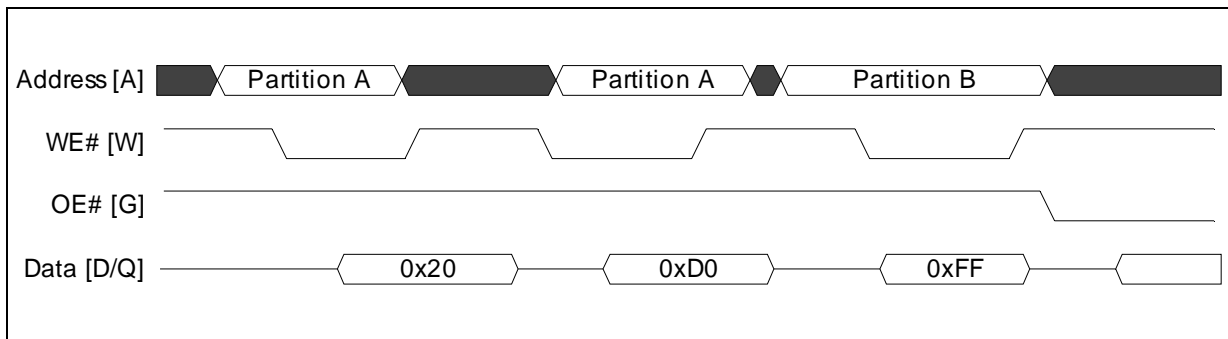 Address [A] Partition A Partition A Partition B
WE# [W]
OE# [G]
Data [D/Q] 0x20 0xD0 0xFF